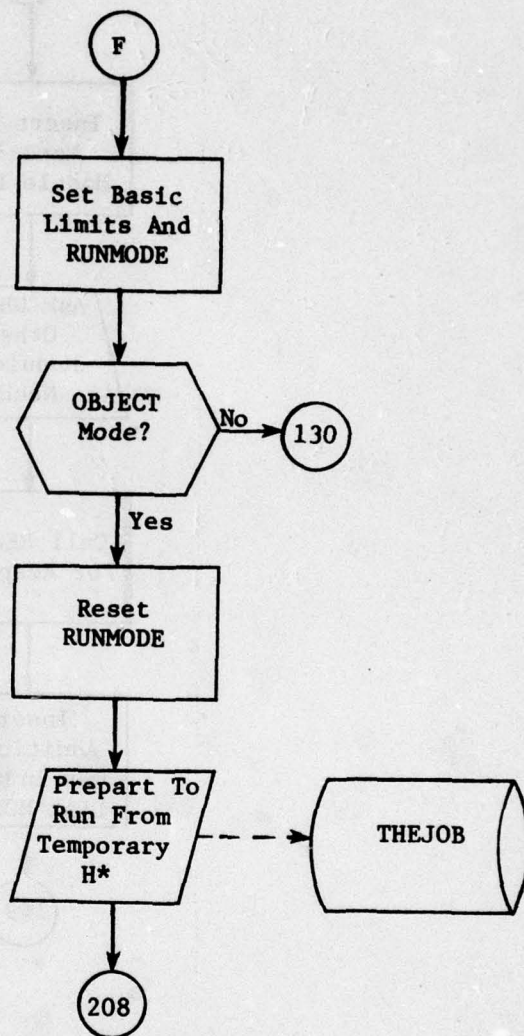 F
Set Basic
Limits And
RUNMODE
OBJECT
Mode?
No
130
Yes
Reset
RUNMODE
Prepart To
Run From
Temporary
H*
THEJOB
208